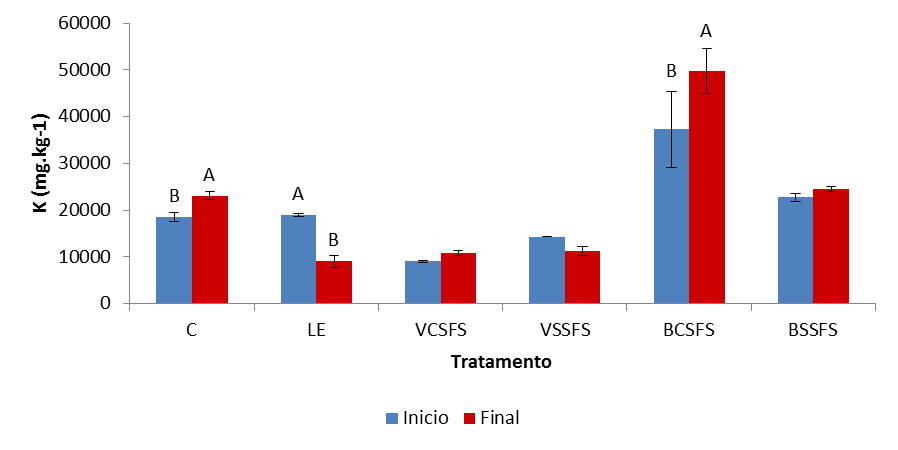 60000
50000
40000
30000
20000
10000
0
K (mg.kg-1)
B A
A B
B A
C LE VCSFS VSSFS BCSFS BSSFS
Tratamento
Inicio Final